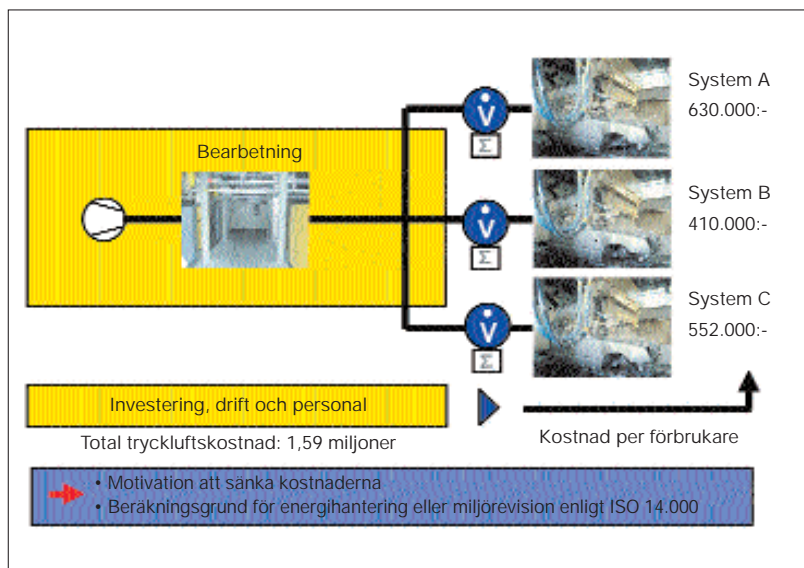 System A
630.000:-
Bearbetning
V
Σ
System B
410.000:-
V
Σ
System C
552.000:-
V
Σ
Investering, drift och personal
Total tryckluftskostnad: 1,59 miljoner
Kostnad per förbrukare
• Motivation att sänka kostnaderna
• Beräkningsgrund för energihantering eller miljörevision enligt ISO 14.000